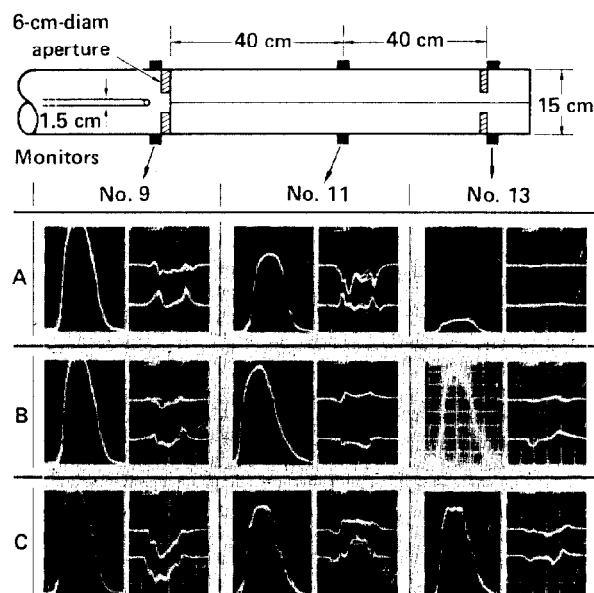 6-cm-diam
aperture
40 cm
40 cm
1.5 cm
15 cm
Monitors
No. 9
No. 11
No. 13
A
B
C